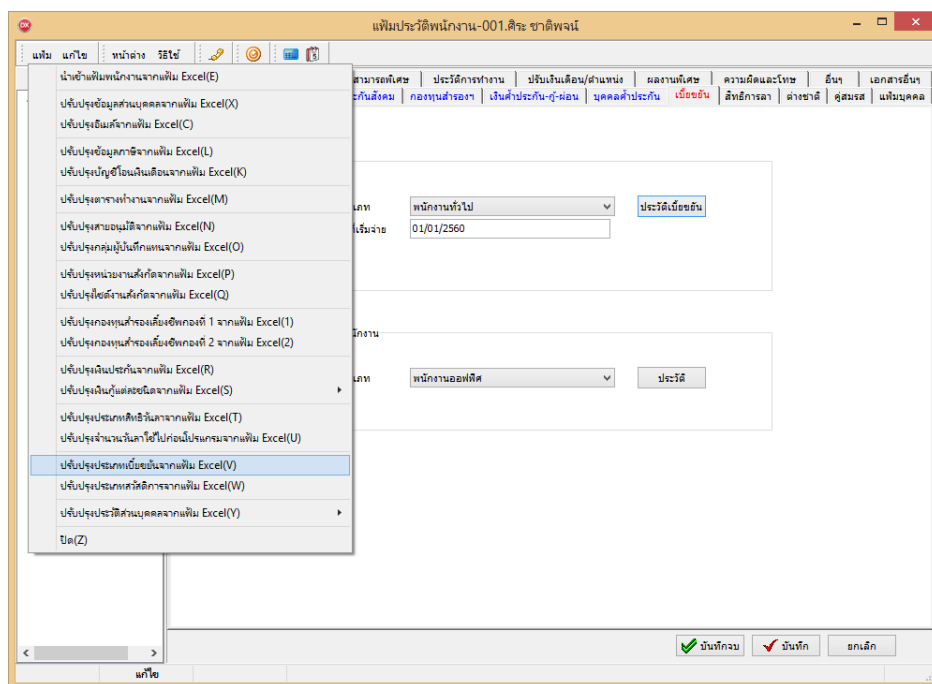 แฟ้มประวัติพนักงาน-001.ศิระ ชาติพจน์
แฟ้ม แก้ไข หน้าต่าง วิธีใช้
นำเข้าแฟ้มพนักงานจากแฟ้ม Excel(E)
ปรับปรุงข้อมูลส่วนบุคคลจากแฟ้ม Excel(X)
ปรับปรุงอีเมล์จากแฟ้ม Excel(C)
ปรับปรุงข้อมูลภาษีจากแฟ้ม Excel(L)
ปรับปรุงบัญชีโอนเงินเดือนจากแฟ้ม Excel(K)
ปรับปรุงตารางทำงานจากแฟ้ม Excel(M)
ปรับปรุงสายอนุมัติจากแฟ้ม Excel(N)
ปรับปรุงกลุ่มผู้บันทึกแทนจากแฟ้ม Excel(O)
ปรับปรุงหน่วยงานสังกัดจากแฟ้ม Excel(P)
ปรับปรุงไซต์งานสังกัดจากแฟ้ม Excel(Q)
ปรับปรุงกองทุนสำรองเลี้ยงชีพกองที่ 1 จากแฟ้ม Excel(1)
ปรับปรุงกองทุนสำรองเลี้ยงชีพกองที่ 2 จากแฟ้ม Excel(2)
ปรับปรุงเงินประกันจากแฟ้ม Excel(R)
ปรับปรุงเงินกู้แต่ละชนิดจากแฟ้ม Excel(S)
ปรับปรุงประเภทสิทธิวันลาจากแฟ้ม Excel(T)
ปรับปรุงจำนวนวันลาใช้ไปก่อนโปรแกรมจากแฟ้ม Excel(U)
ปรับปรุงประเภทเบี้ยขยันจากแฟ้ม Excel(V)
ปรับปรุงประเภทสวัสดิการจากแฟ้ม Excel(W)
ปรับปรุงประวัติส่วนบุคคลจากแฟ้ม Excel(Y)
ปิด(Z)
สามารถพิเศษ ประวัติการทำงาน ปรับเงินเดือน/ตำแหน่ง ผลงานพิเศษ ความผิดและโทษ อื่นๆ เอกสารอื่นๆ
ะกันสังคม กองทุนสำรองฯ เงินค้ำประกัน-กู้-ผ่อน บุคคลค้ำประกัน เบี้ยขยัน สิทธิการลา ต่างชาติ คู่สมรส แฟ้มบุคคล
เภท พนักงานทั่วไป ประวัติเบี้ยขยัน
ที่เริ่มจ่าย 01/01/2560
นักงาน
เภท พนักงานออฟฟิศ ประวัติ
บันทึกจบ บันทึก ยกเลิก
แก้ไข